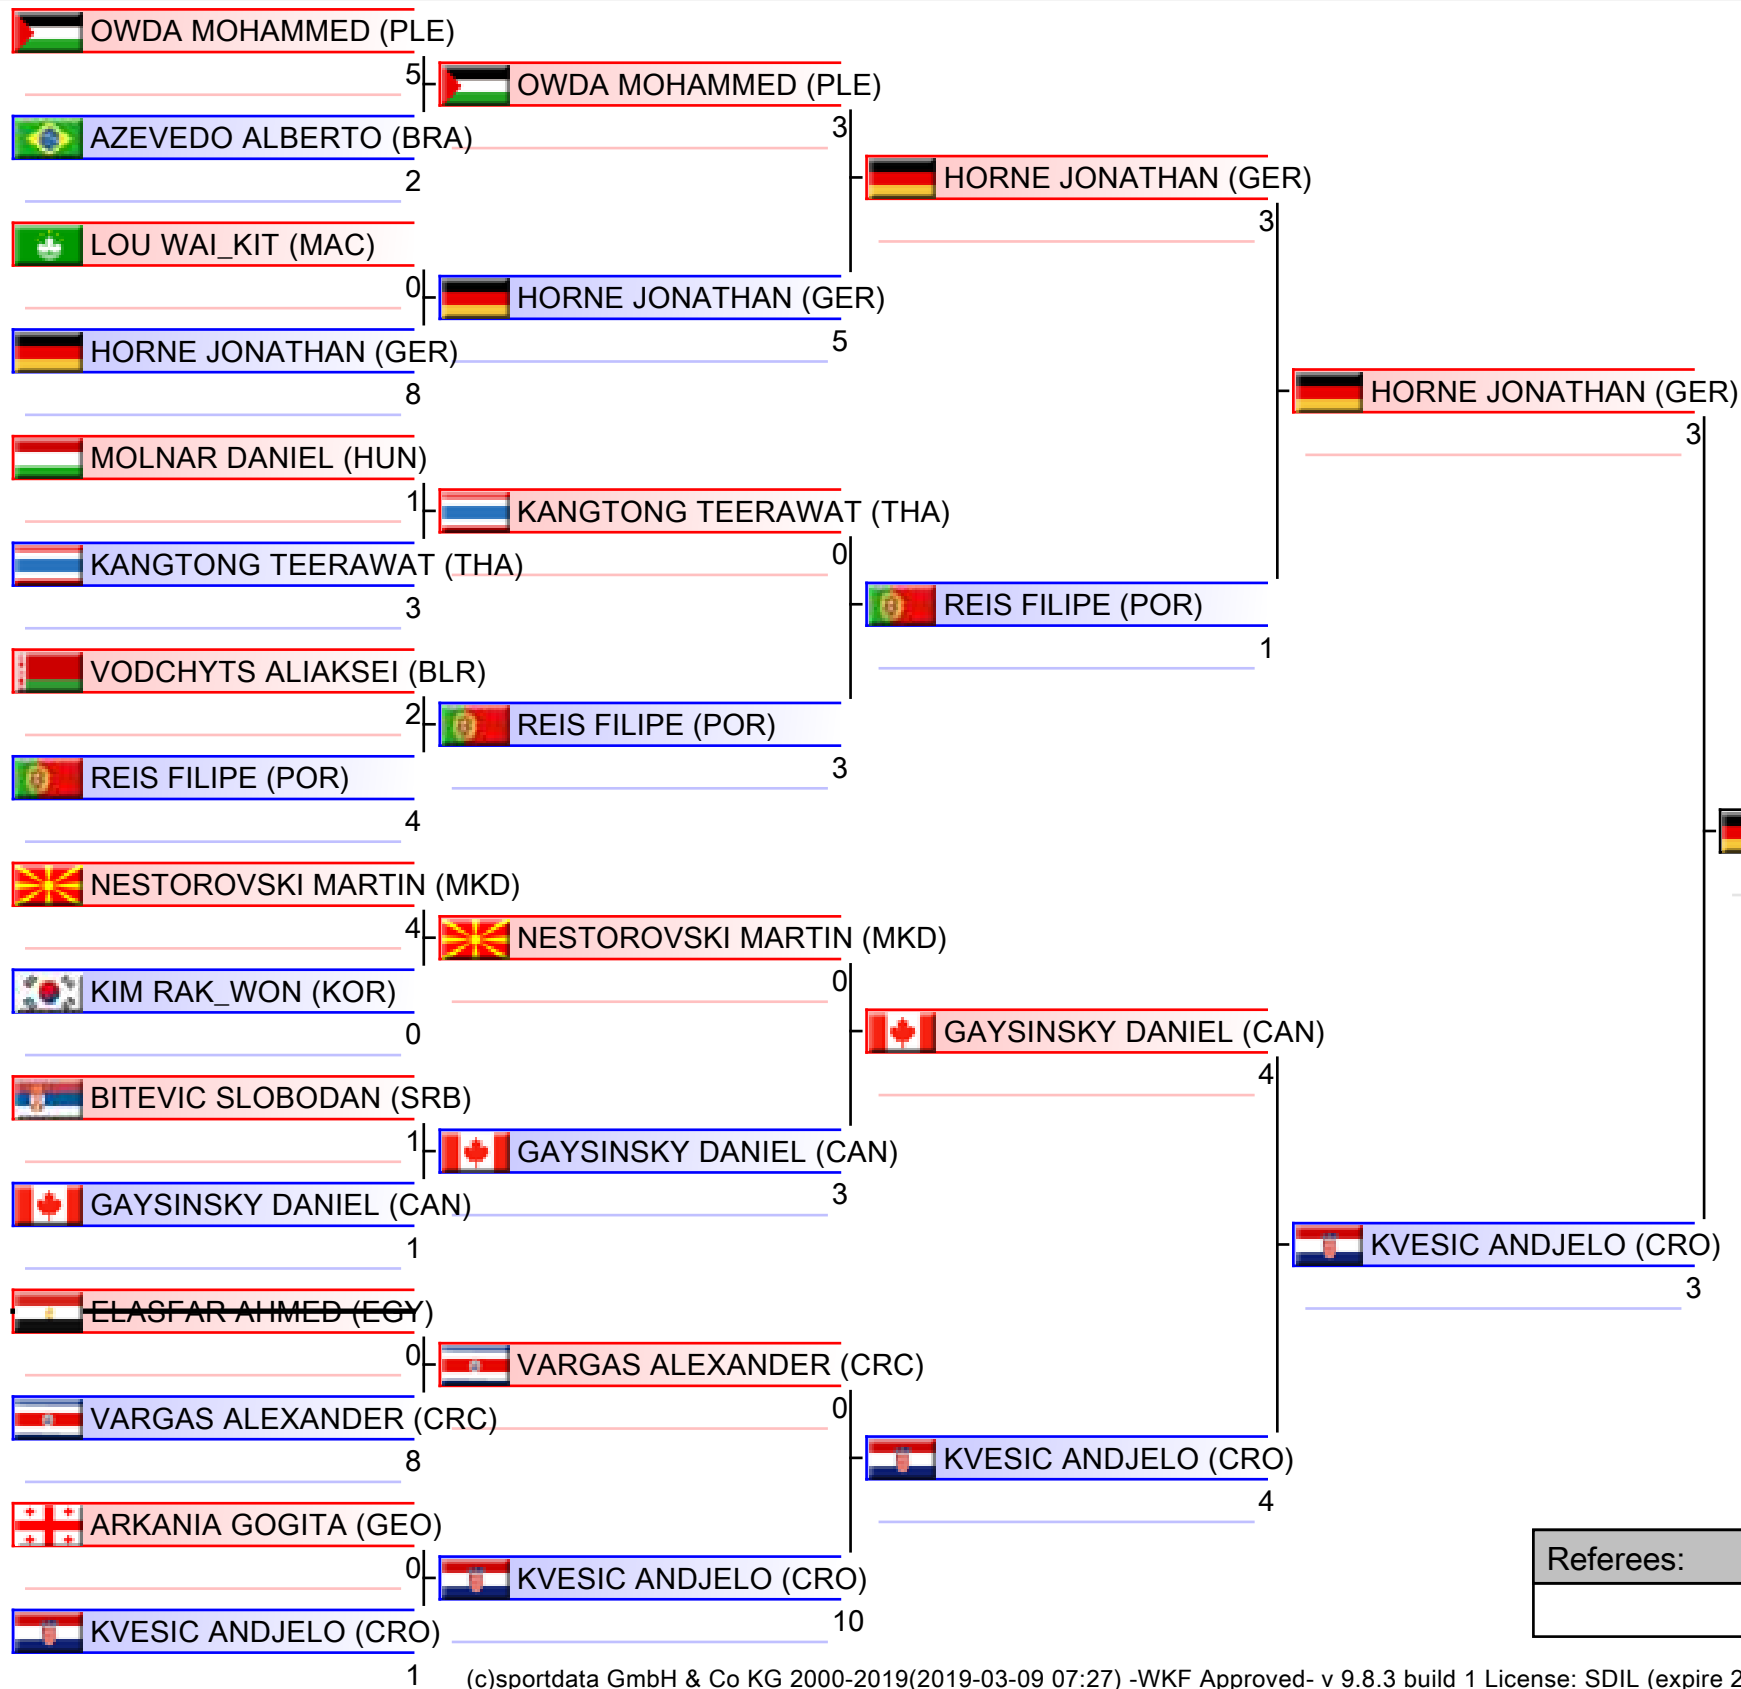 OWDA MOHAMMED (PLE)
5
OWDA MOHAMMED (PLE)
3
AZEVEDO ALBERTO (BRA)
2
HORNE JONATHAN (GER)
3
LOU WAI_KIT (MAC)
0
HORNE JONATHAN (GER)
5
HORNE JONATHAN (GER)
8
HORNE JONATHAN (GER)
3
MOLNAR DANIEL (HUN)
1
KANGTONG TEERAWAT (THA)
0
KANGTONG TEERAWAT (THA)
3
REIS FILIPE (POR)
1
VODCHYTS ALIAKSEI (BLR)
2
REIS FILIPE (POR)
3
REIS FILIPE (POR)
4
NESTOROVSKI MARTIN (MKD)
4
NESTOROVSKI MARTIN (MKD)
0
KIM RAK_WON (KOR)
0
GAYSINSKY DANIEL (CAN)
4
BITEVIC SLOBODAN (SRB)
1
GAYSINSKY DANIEL (CAN)
3
GAYSINSKY DANIEL (CAN)
1
KVESIC ANDJELO (CRO)
3
ELASFAR AHMED (EGY)
0
VARGAS ALEXANDER (CRC)
0
VARGAS ALEXANDER (CRC)
8
KVESIC ANDJELO (CRO)
4
ARKANIA GOGITA (GEO)
0
KVESIC ANDJELO (CRO)
10
KVESIC ANDJELO (CRO)
1
Referees:
(c)sportdata GmbH & Co KG 2000-2019(2019-03-09 07:27) -WKF Approved- v 9.8.3 build 1 License: SDIL (expire 2